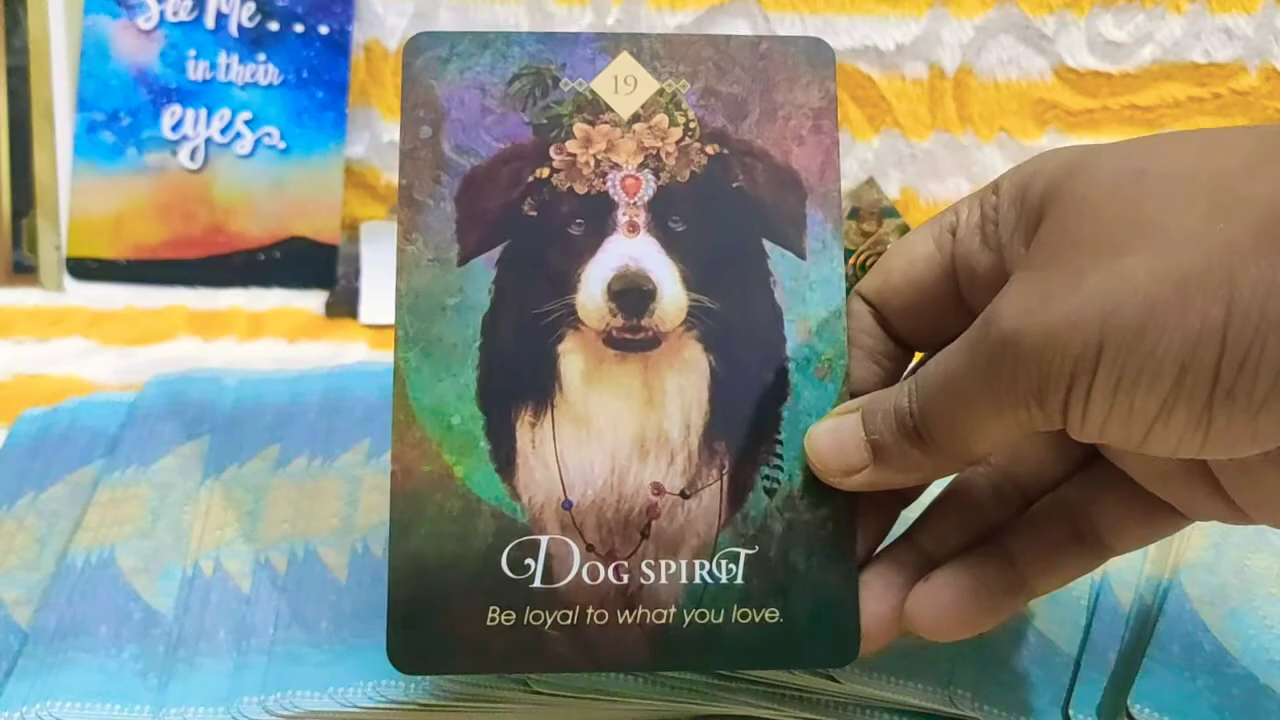 See Me....
in their
eyes.
19
Dog spirit
Be loyal to what you love.